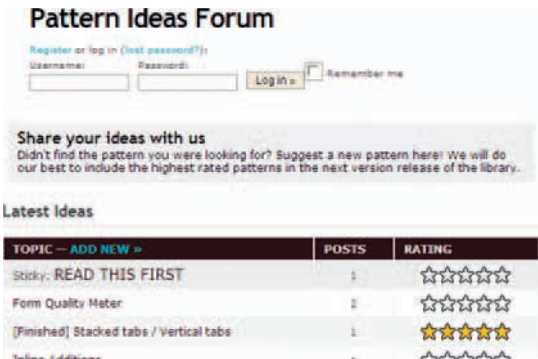 Pattern Ideas Forum
Register or log in (lost password?):
Username: Password:
Log in » Remember me
Share your ideas with us
Didn't find the pattern you were looking for? Suggest a new pattern here! We will do
our best to include the highest rated patterns in the next version release of the library.
Latest Ideas
TOPIC — ADD NEW » POSTS RATING
Sticky: READ THIS FIRST 1
Form Quality Meter 2
[Finished] Stacked tabs / Vertical tabs 1
Inline Additions